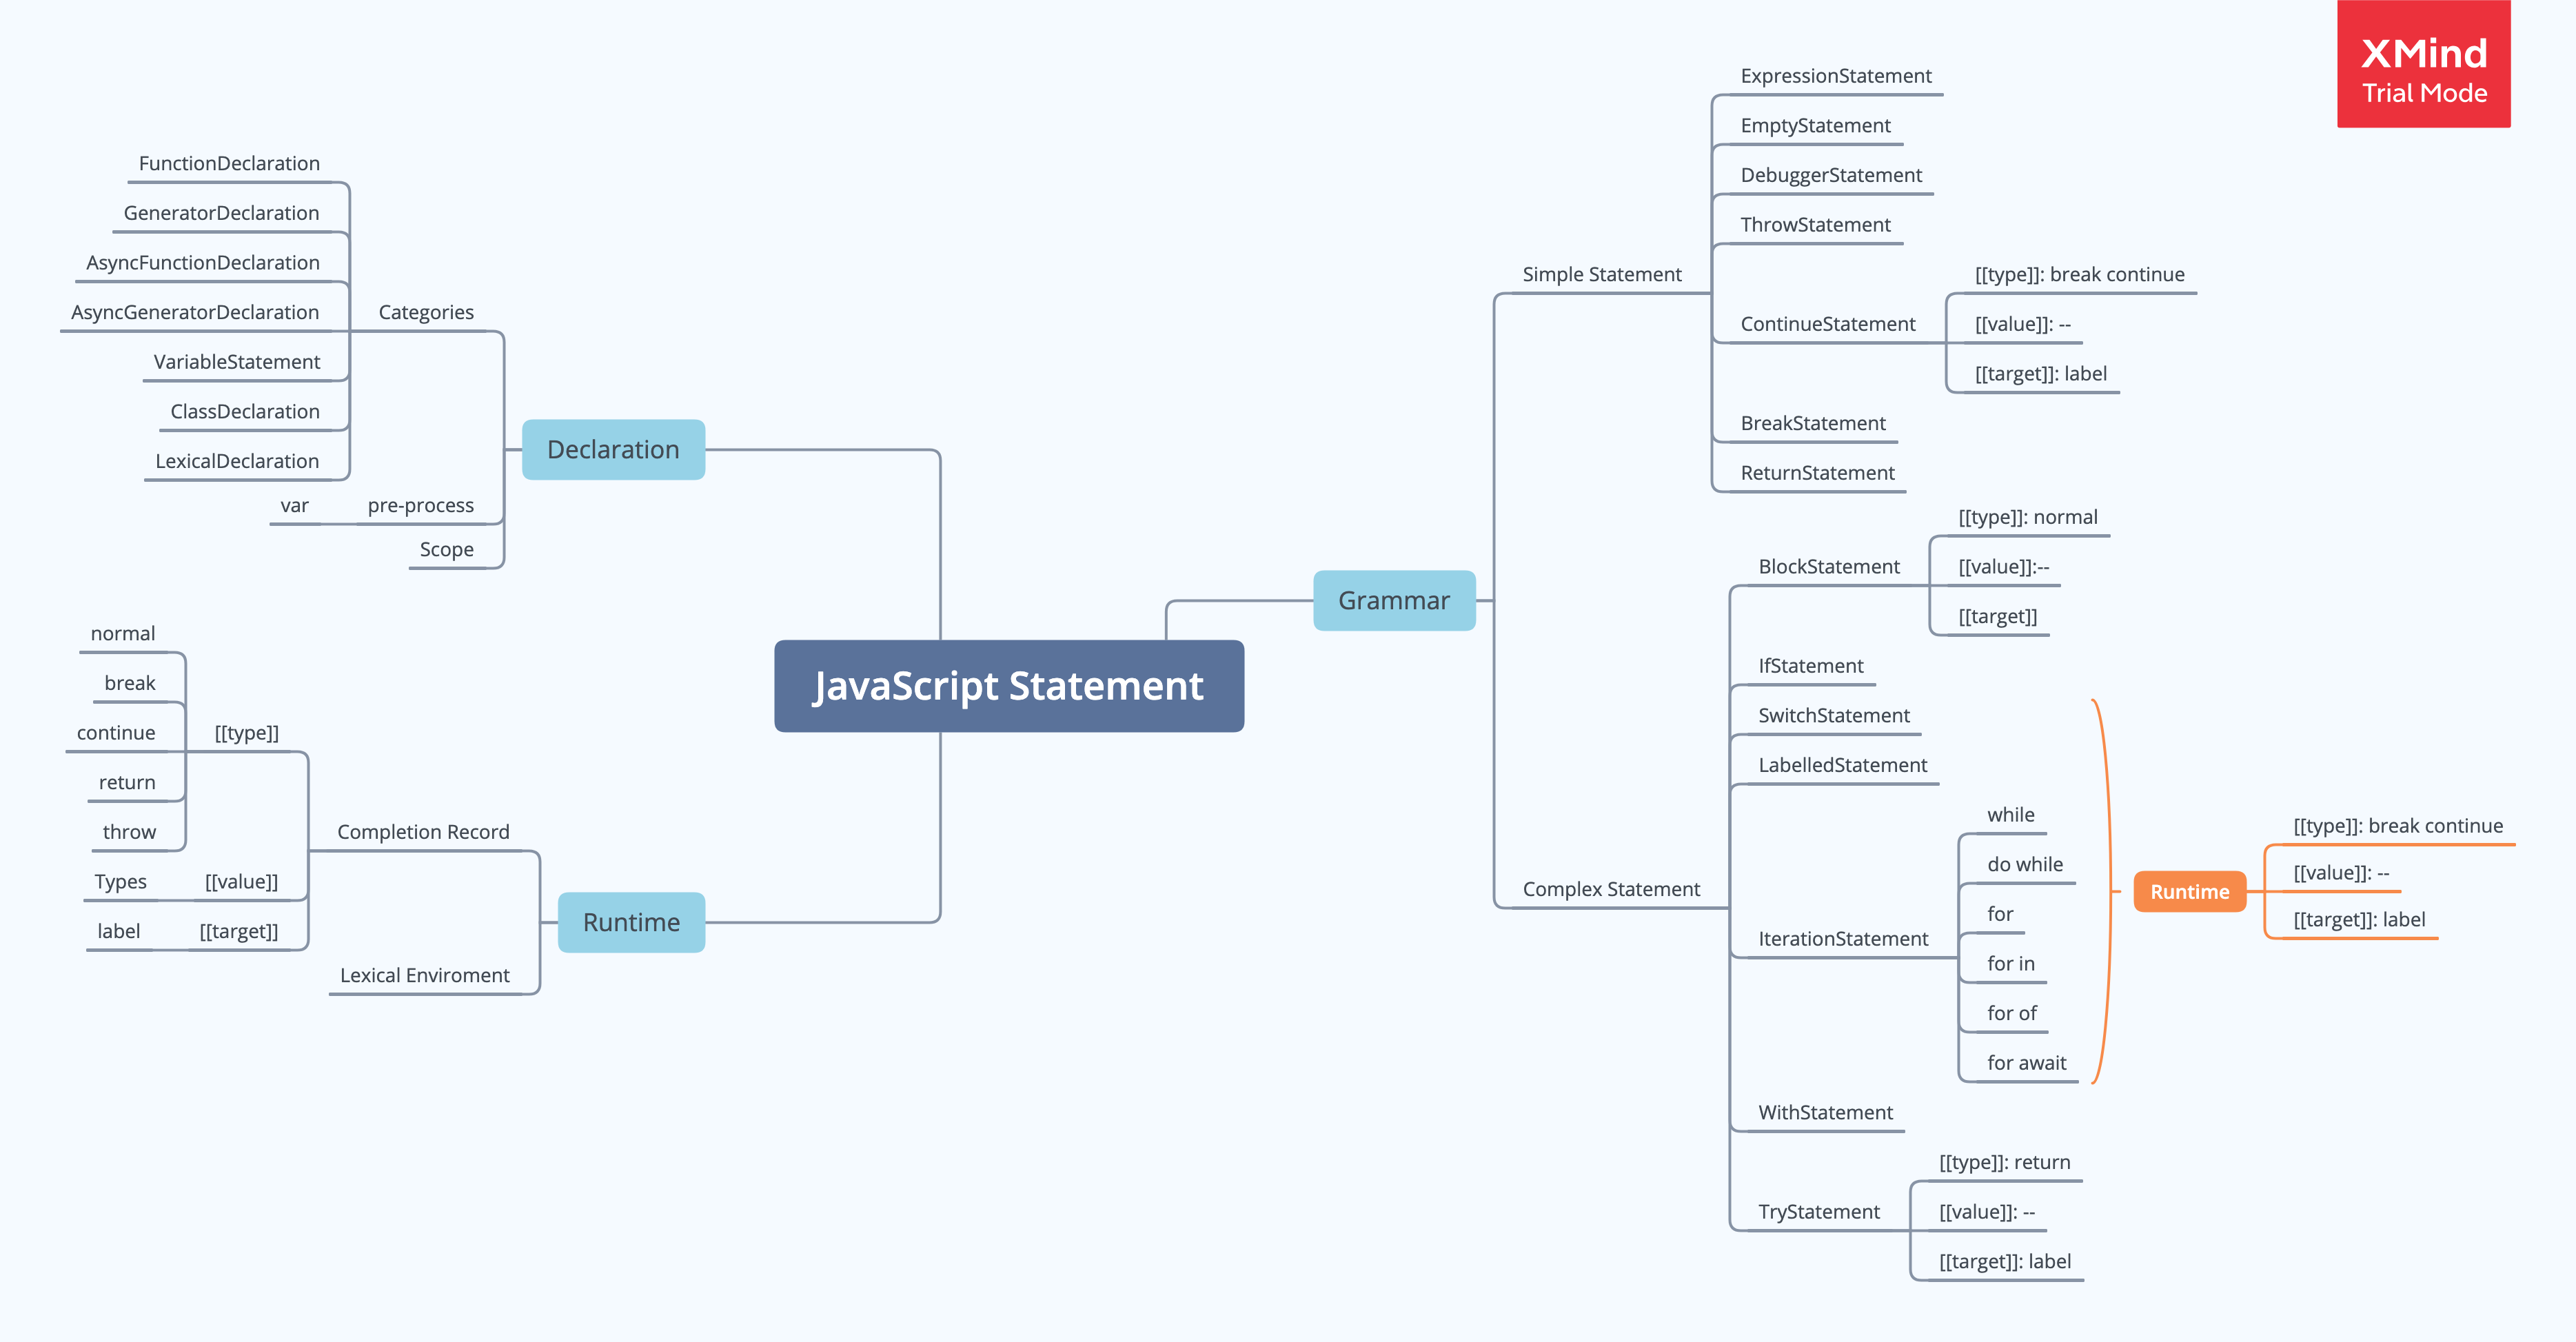 XMind
Trial Mode
JavaScript Statement
Grammar
Simple Statement
ExpressionStatement
EmptyStatement
DebuggerStatement
ThrowStatement
ContinueStatement
[[type]]: break continue
[[value]]: --
[[target]]: label
BreakStatement
ReturnStatement
Complex Statement
BlockStatement
[[type]]: normal
[[value]]:--
[[target]]
IfStatement
SwitchStatement
LabelledStatement
IterationStatement
while
do while
for
for in
for of
for await
Runtime
[[type]]: break continue
[[value]]: --
[[target]]: label
WithStatement
TryStatement
[[type]]: return
[[value]]: --
[[target]]: label
Declaration
Categories
FunctionDeclaration
GeneratorDeclaration
AsyncFunctionDeclaration
AsyncGeneratorDeclaration
VariableStatement
ClassDeclaration
LexicalDeclaration
pre-process
var
Scope
Runtime
Completion Record
[[type]]
normal
break
continue
return
throw
[[value]]
Types
[[target]]
label
Lexical Enviroment